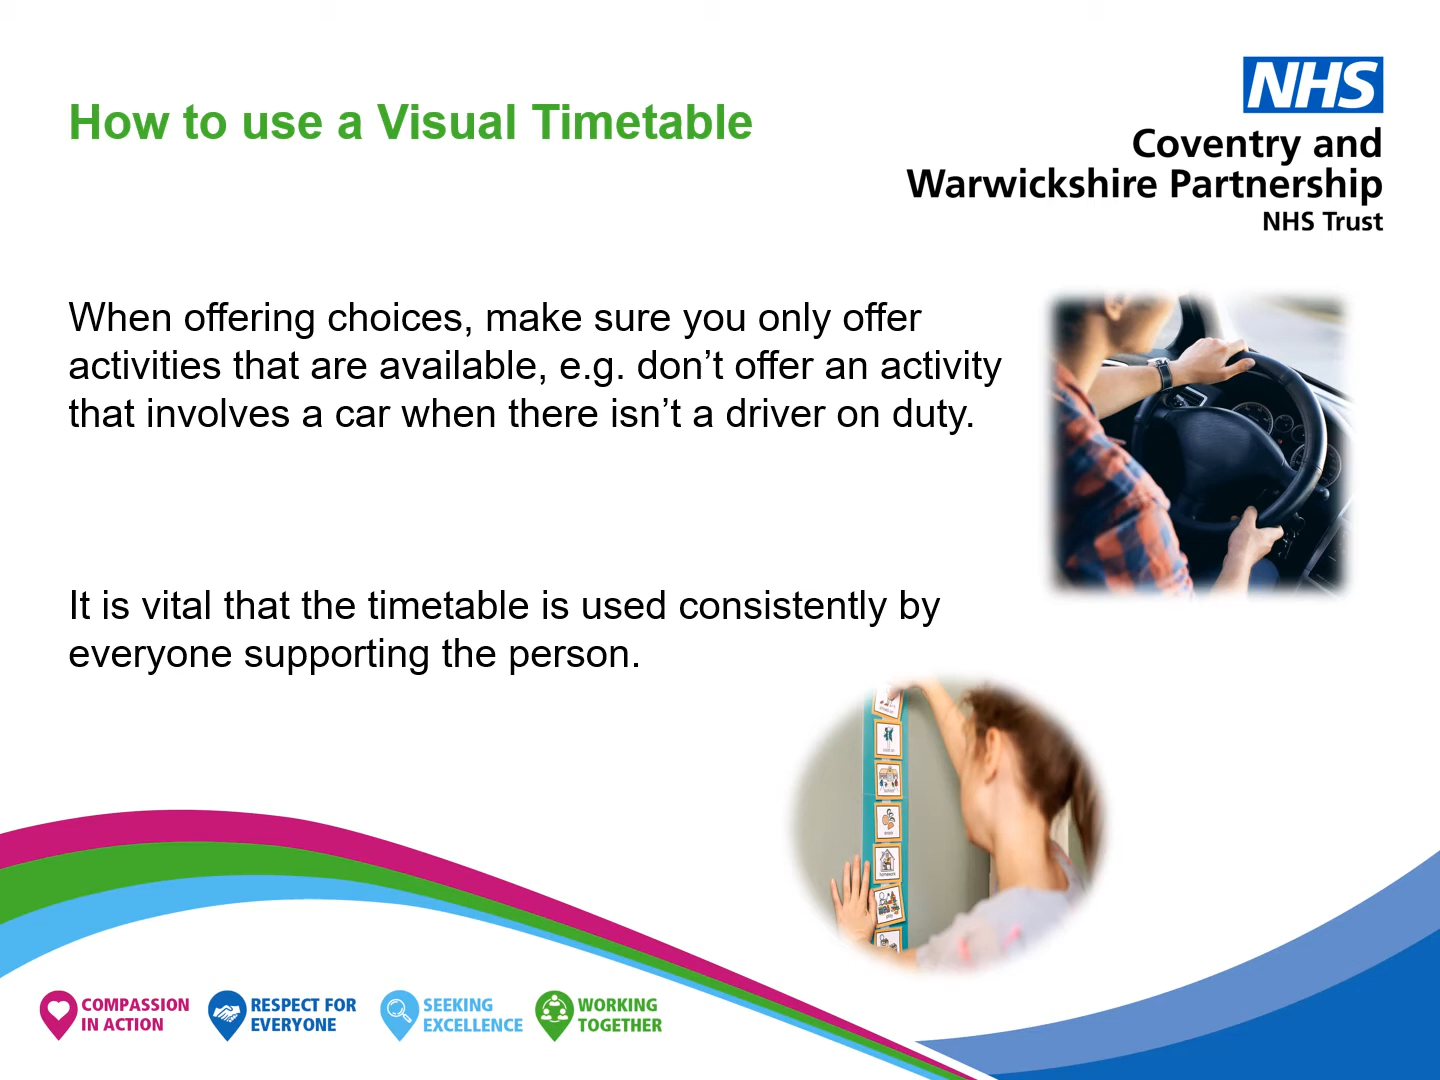 How to use a Visual Timetable
NHS
Coventry and
Warwickshire Partnership
NHS Trust
When offering choices, make sure you only offer
activities that are available, e.g. don’t offer an activity
that involves a car when there isn’t a driver on duty.
It is vital that the timetable is used consistently by
everyone supporting the person.
homework
COMPASSION
IN ACTION
RESPECT FOR
EVERYONE
SEEKING
EXCELLENCE
WORKING
TOGETHER